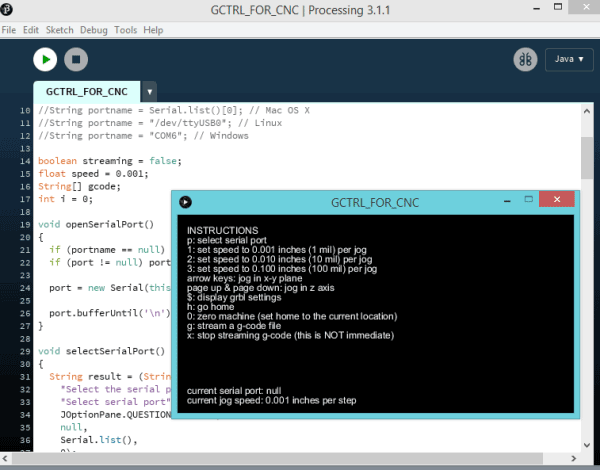 GCTRL_FOR_CNC | Processing 3.1.1
File Edit Sketch Debug Tools Help
Java ▼
GCTRL_FOR_CNC ▼
10 //String portname = Serial.list()[0]; // Mac OS X
11 //String portname = "/dev/ttyUSB0"; // Linux
12 //String portname = "COM6"; // Windows
13
14 boolean streaming = false;
15 float speed = 0.001;
16 String[] gcode;
17 int i = 0;
18
19 void openSerialPort()
20 {
21 if (portname == null)
22 if (port != null) port
23
24 port = new Serial(this
25
26 port.bufferUntil('\n')
27 }
28
29 void selectSerialPort()
30 {
31 String result = (Strin
32 "Select the serial p
33 "Select serial port"
34 JOptionPane.QUESTION
35 null,
36 Serial.list(),
37 0);
GCTRL_FOR_CNC
INSTRUCTIONS
p: select serial port
1: set speed to 0.001 inches (1 mil) per jog
2: set speed to 0.010 inches (10 mil) per jog
3: set speed to 0.100 inches (100 mil) per jog
arrow keys: jog in x-y plane
page up & page down: jog in z axis
$: display grbl settings
h: go home
0: zero machine (set home to the current location)
g: stream a g-code file
x: stop streaming g-code (this is NOT immediate)
current serial port: null
current jog speed: 0.001 inches per step